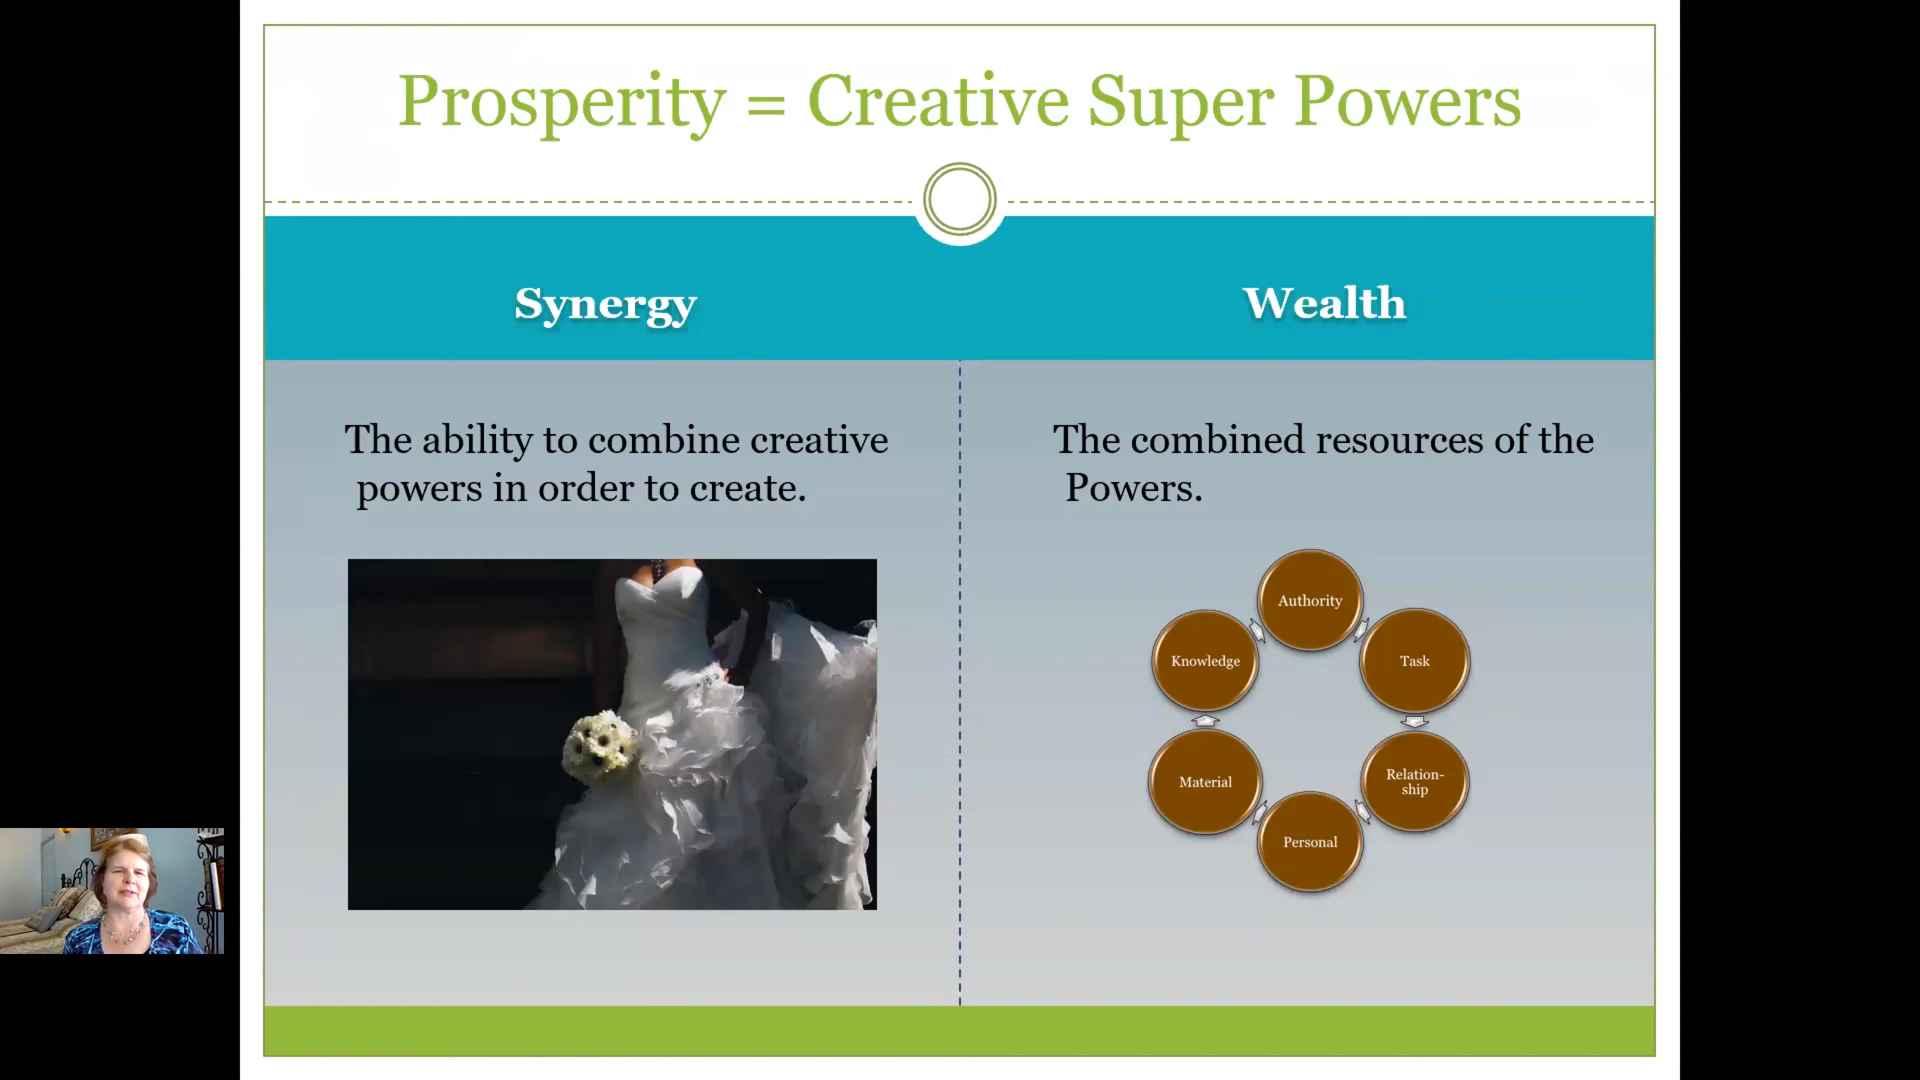 Prosperity = Creative Super Powers
Synergy
Wealth
The ability to combine creative
powers in order to create.
The combined resources of the
Powers.
Authority
Task
Relation-
ship
Personal
Material
Knowledge